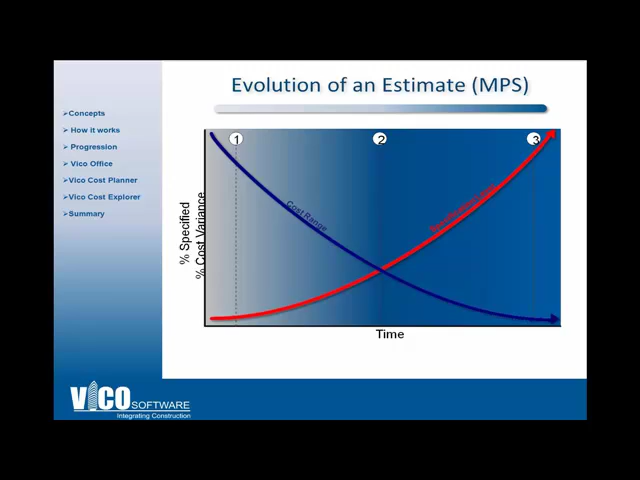 Evolution of an Estimate (MPS)
Concepts
How it works
Progression
Vico Office
Vico Cost Planner
Vico Cost Explorer
Summary
1
2
3
% Specified
% Cost Variance
Cost Range
Time
VICO SOFTWARE
Integrating Construction